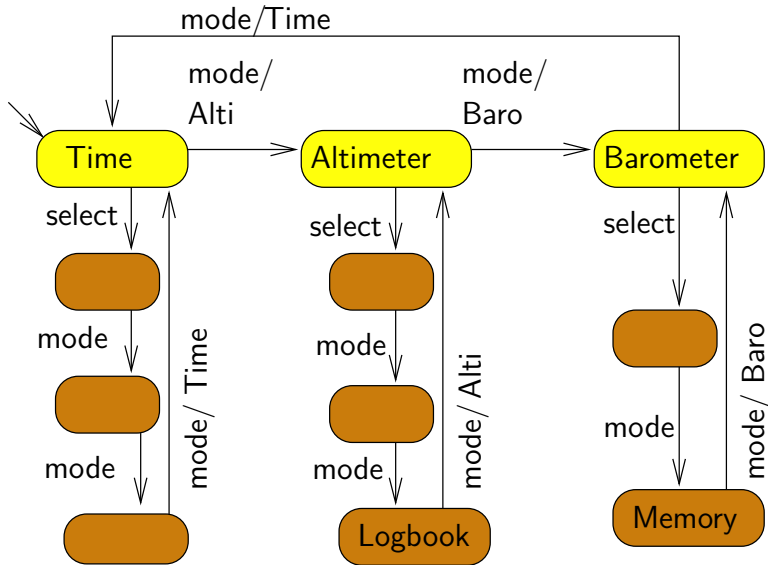 mode/Time
mode/
Alti
mode/
Baro
Time
Altimeter
Barometer
select
select
select
mode
mode
mode/ Time
mode/ Alti
mode/ Baro
mode
mode
mode
Logbook
Memory